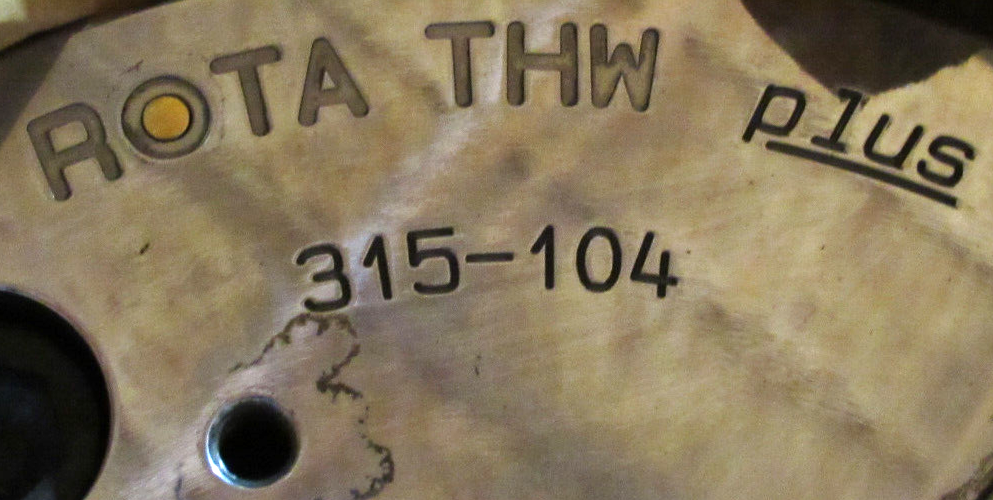 ROTA THW plus
315-104